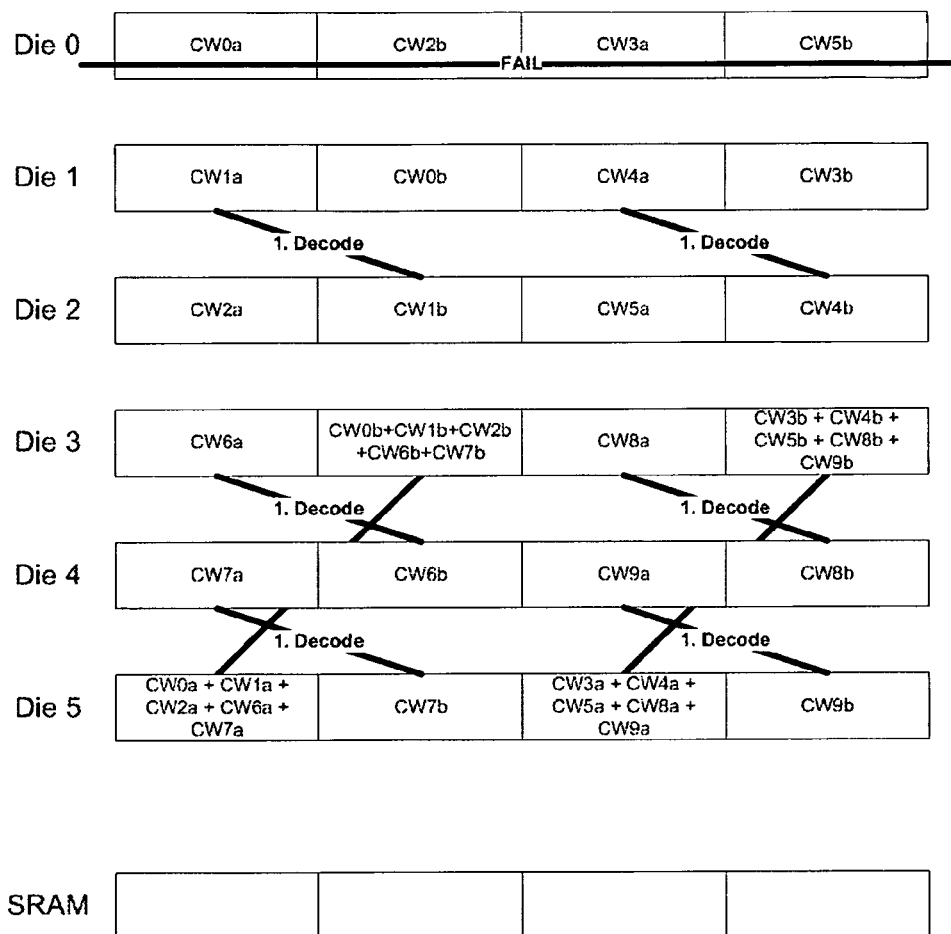 Die 0
CW0a
CW2b
CW3a
CW5b
FAIL
Die 1
CW1a
CW0b
CW4a
CW3b
1. Decode
1. Decode
Die 2
CW2a
CW1b
CW5a
CW4b
Die 3
CW6a
CW0b+CW1b+CW2b
+CW6b+CW7b
CW8a
CW3b + CW4b +
CW5b + CW8b +
CW9b
1. Decode
1. Decode
Die 4
CW7a
CW6b
CW9a
CW8b
1. Decode
1. Decode
Die 5
CW0a + CW1a +
CW2a + CW6a +
CW7a
CW7b
CW3a + CW4a +
CW5a + CW8a +
CW9a
CW9b
SRAM